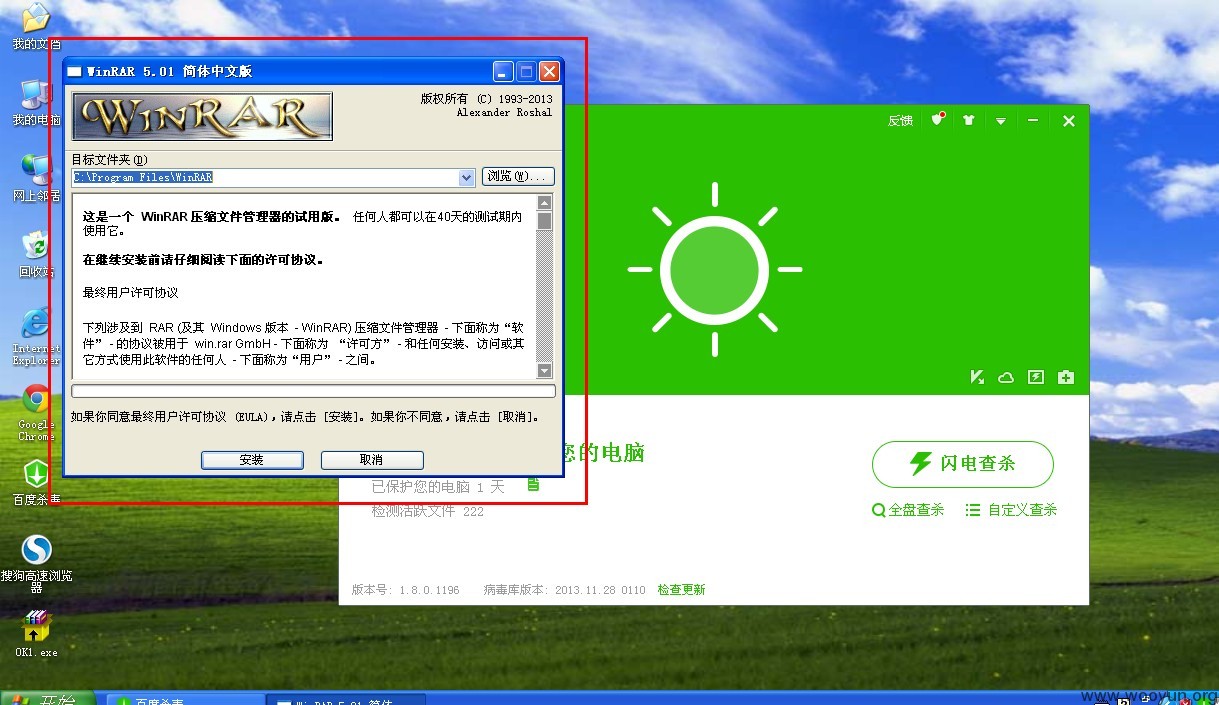 我的文档
我的电脑
网上邻居
回收站
Internet
Explorer
Google
Chrome
百度杀毒
搜狗高速浏览
器
OK1.exe
WinRAR 5.01 简体中文版
WINRAR
版权所有 (C) 1993-2013
Alexander Roshal
目标文件夹(D)
C:\Program Files\WinRAR
浏览(W)...
这是一个 WinRAR 压缩文件管理器的试用版。 任何人都可以在40天的测试期内
使用它。
在继续安装前请仔细阅读下面的许可协议。
最终用户许可协议
下列涉及到 RAR (及其 Windows 版本 - WinRAR) 压缩文件管理器 - 下面称为“软
件” - 的协议被用于 win.rar GmbH - 下面称为 “许可方” - 和任何安装、访问或其
它方式使用此软件的任何人 - 下面称为“用户” - 之间。
如果你同意最终用户许可协议 (EULA),请点击 [安装]。如果你不同意,请点击 [取消]。
安装
取消
反馈
您的电脑
已保护您的电脑 1 天
检测活跃文件 222
闪电查杀
全盘查杀
自定义查杀
版本号: 1.8.0.1196
病毒库版本: 2013.11.28 0110
检查更新
开始
百度杀毒
WinRAR 5.01 简体
www.wooyun.org